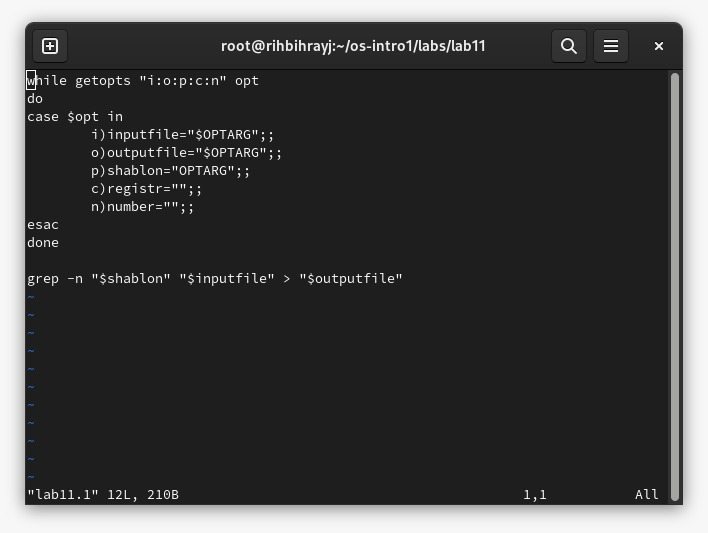 root@rihbihrayj:~/os-intro1/labs/lab11
while getopts "i:o:p:c:n" opt
do
case $opt in
        i)inputfile="$OPTARG";;
        o)outputfile="$OPTARG";;
        p)shablon="OPTARG";;
        c)registr="";;
        n)number="";;
esac
done

grep -n "$shablon" "$inputfile" > "$outputfile"
~
~
~
~
~
~
~
~
~
~
~
"lab11.1" 12L, 210B 1,1 All